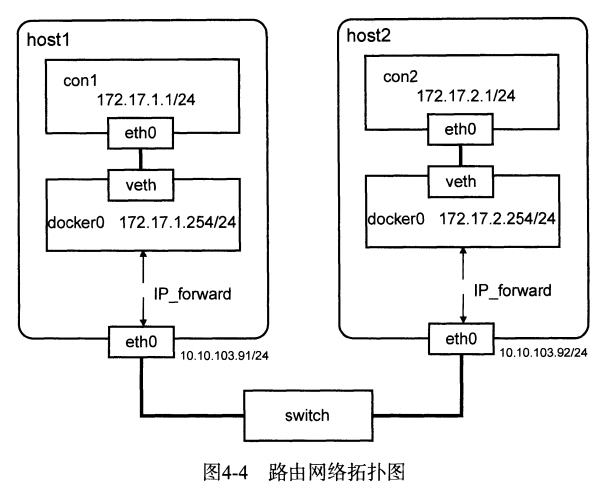 host1
con1
172.17.1.1/24
eth0
veth
docker0 172.17.1.254/24
IP_forward
eth0
10.10.103.91/24
host2
con2
172.17.2.1/24
eth0
veth
docker0 172.17.2.254/24
IP_forward
eth0
10.10.103.92/24
switch
图4-4 路由网络拓扑图